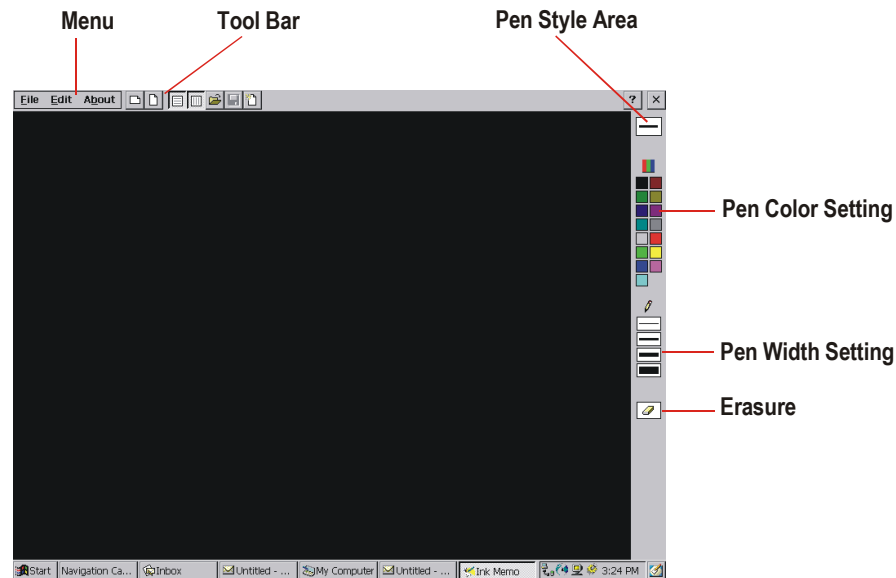 Menu Tool Bar Pen Style Area
File Edit About ? ×
Pen Color Setting
Pen Width Setting
Erasure
Start Navigation Ca... Inbox Untitled - ... My Computer Untitled - ... Ink Memo 3:24 PM